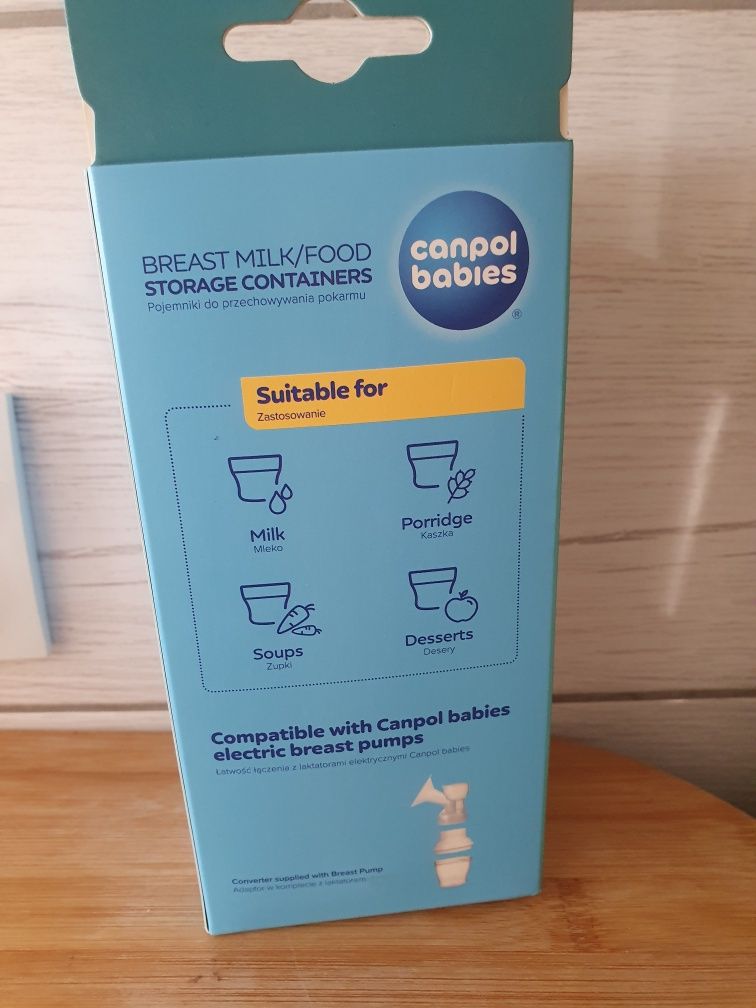 BREAST MILK/FOOD
STORAGE CONTAINERS
Pojemniki do przechowywania pokarmu
canpol
babies
®
Suitable for
Zastosowanie
Milk
Mleko
Porridge
Kaszka
Soups
Zupki
Desserts
Desery
Compatible with Canpol babies
electric breast pumps
Łatwość łączenia z laktatorami elektrycznymi Canpol babies
Converter supplied with Breast Pump
Adaptor w komplecie z laktatorem